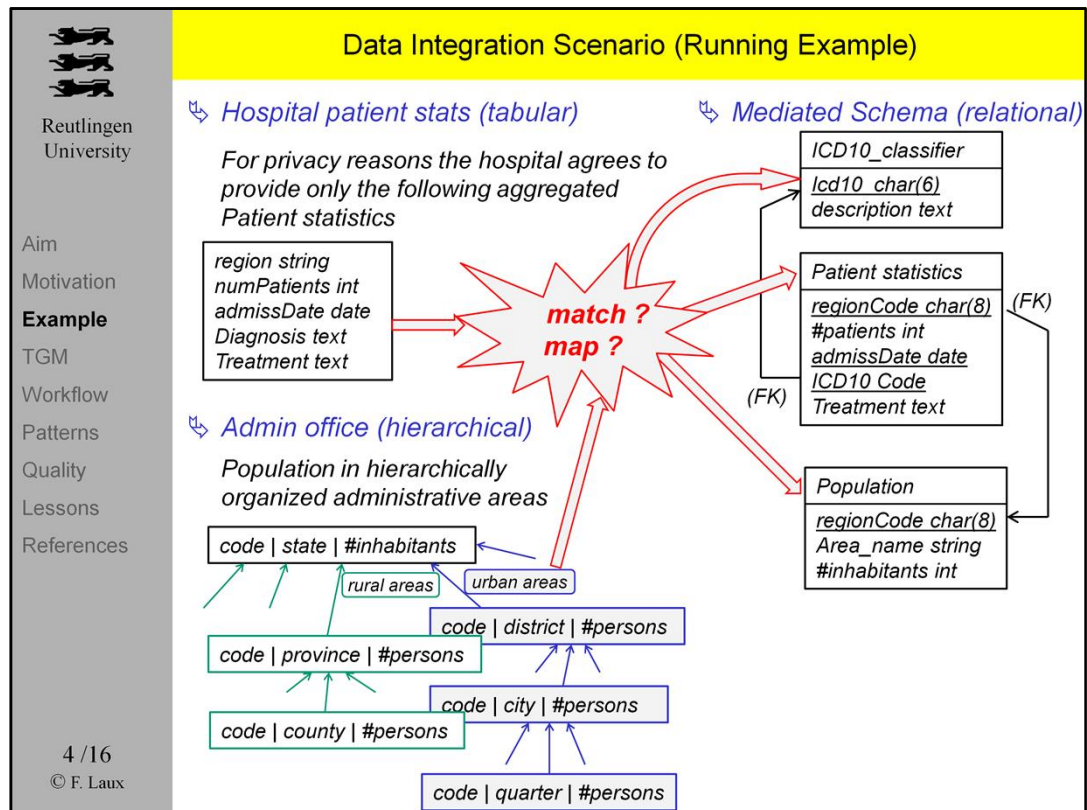 Data Integration Scenario (Running Example)
Reutlingen
University
Aim
Motivation
Example
TGM
Workflow
Patterns
Quality
Lessons
References
4 /16
© F. Laux
Hospital patient stats (tabular)
For privacy reasons the hospital agrees to
provide only the following aggregated
Patient statistics
region string
numPatients int
admissDate date
Diagnosis text
Treatment text
match ?
map ?
Mediated Schema (relational)
ICD10_classifier
Icd10 char(6)
description text
Patient statistics
regionCode char(8)
#patients int
admissDate date
ICD10 Code
Treatment text
(FK)
(FK)
Population
regionCode char(8)
Area_name string
#inhabitants int
Admin office (hierarchical)
Population in hierarchically
organized administrative areas
code | state | #inhabitants
rural areas
urban areas
code | district | #persons
code | province | #persons
code | city | #persons
code | county | #persons
code | quarter | #persons